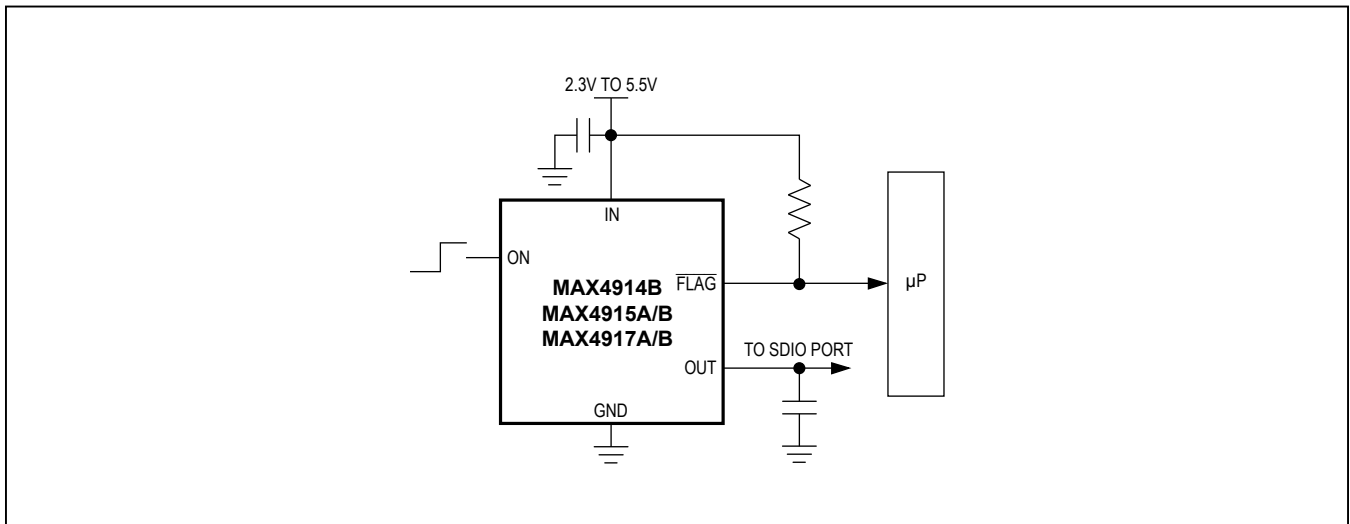 2.3V TO 5.5V
IN
ON
MAX4914B
MAX4915A/B
MAX4917A/B
FLAG
µP
TO SDIO PORT
OUT
GND